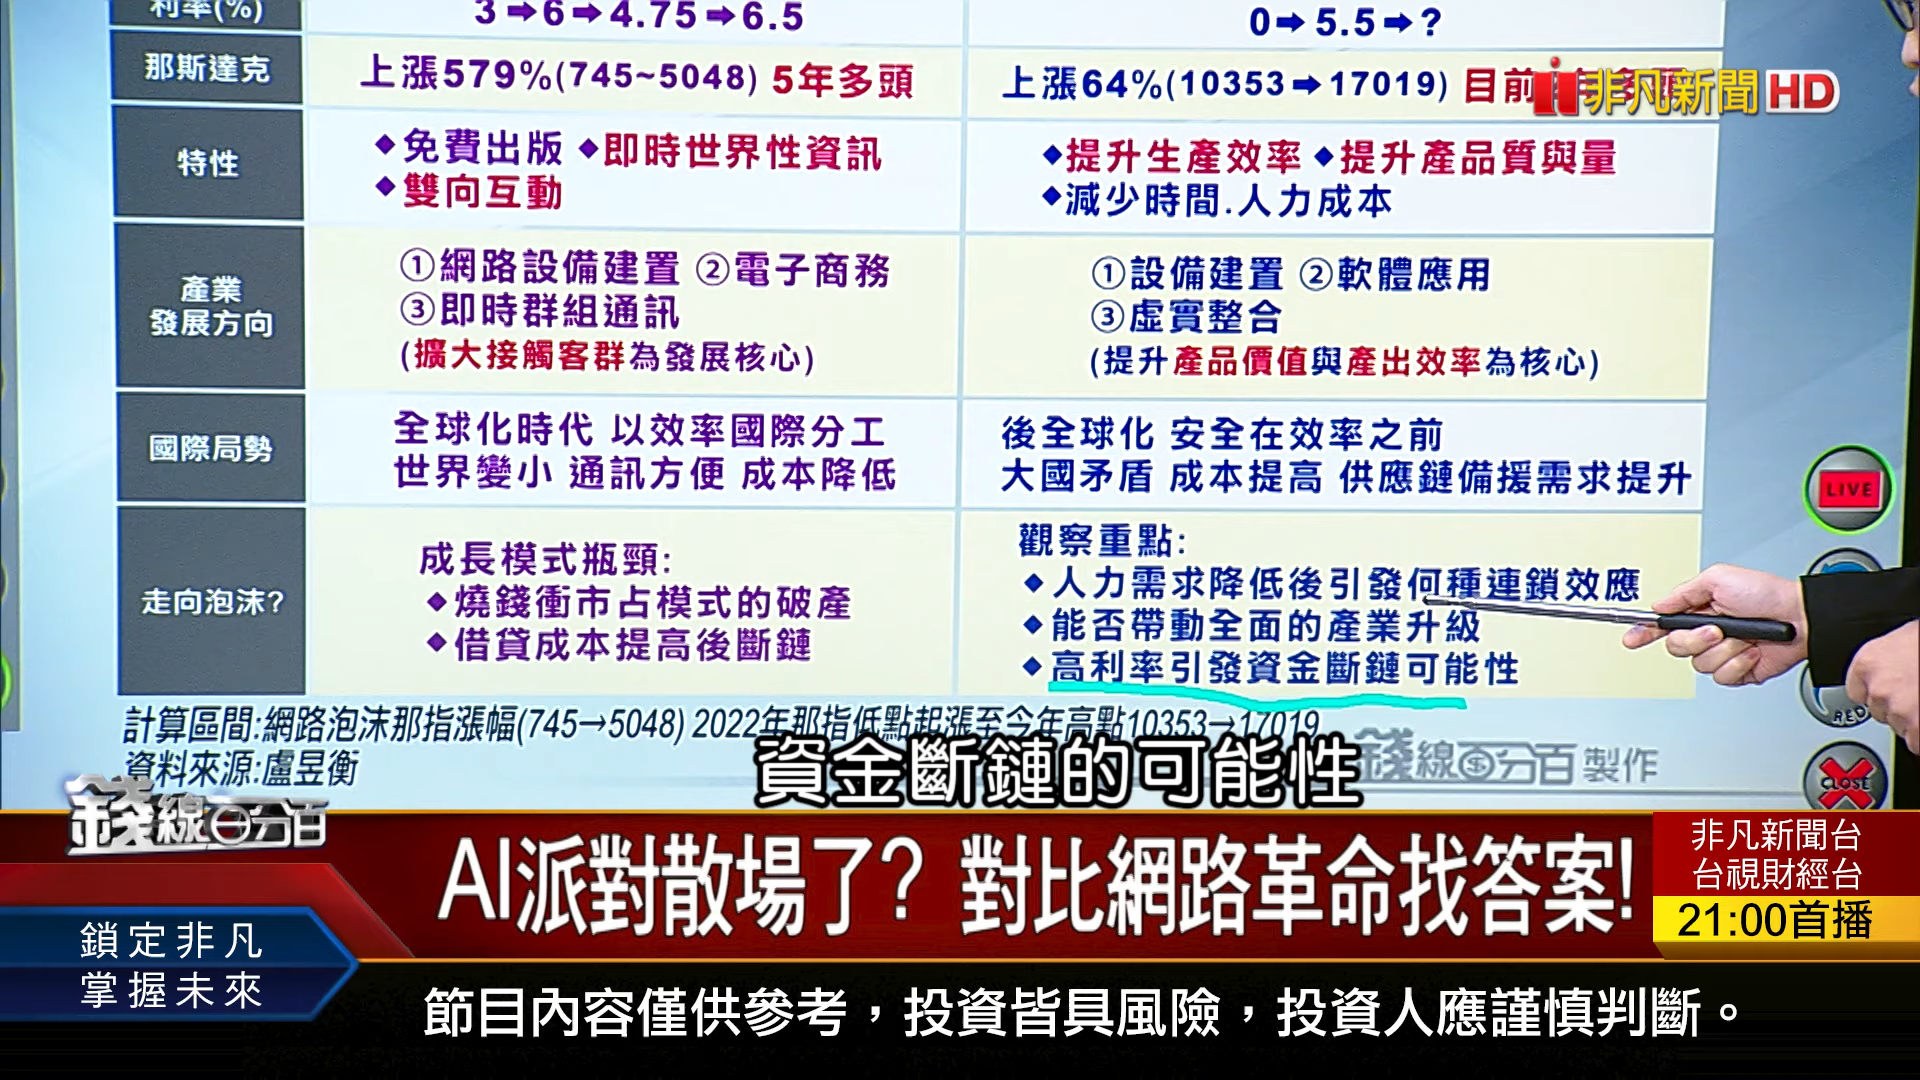 利率(%)
3➡6➡4.75➡6.5
0➡5.5➡?
那斯達克
上漲579%(745~5048) 5年多頭
上漲64%(10353➡17019) 目前
非凡新聞HD
特性
◆免費出版 ◆即時世界性資訊
◆雙向互動
◆提升生產效率 ◆提升產品質與量
◆減少時間.人力成本
產業
發展方向
①網路設備建置 ②電子商務
③即時群組通訊
(擴大接觸客群為發展核心)
①設備建置 ②軟體應用
③虛實整合
(提升產品價值與產出效率為核心)
國際局勢
全球化時代 以效率國際分工
世界變小 通訊方便 成本降低
後全球化 安全在效率之前
大國矛盾 成本提高 供應鏈備援需求提升
LIVE
走向泡沫?
成長模式瓶頸:
◆燒錢衝市占模式的破產
◆借貸成本提高後斷鏈
觀察重點:
◆人力需求降低後引發何種連鎖效應
◆能否帶動全面的產業升級
◆高利率引發資金斷鏈可能性
RED
計算區間:網路泡沫那指漲幅(745→5048) 2022年那指低點起漲至今年高點10353→17019
資料來源:盧昱衡
錢線百分百製作
CLOSE
資金斷鏈的可能性
錢線百分百
AI派對散場了? 對比網路革命找答案!
非凡新聞台
台視財經台
21:00首播
鎖定非凡
掌握未來
節目內容僅供參考，投資皆具風險，投資人應謹慎判斷。